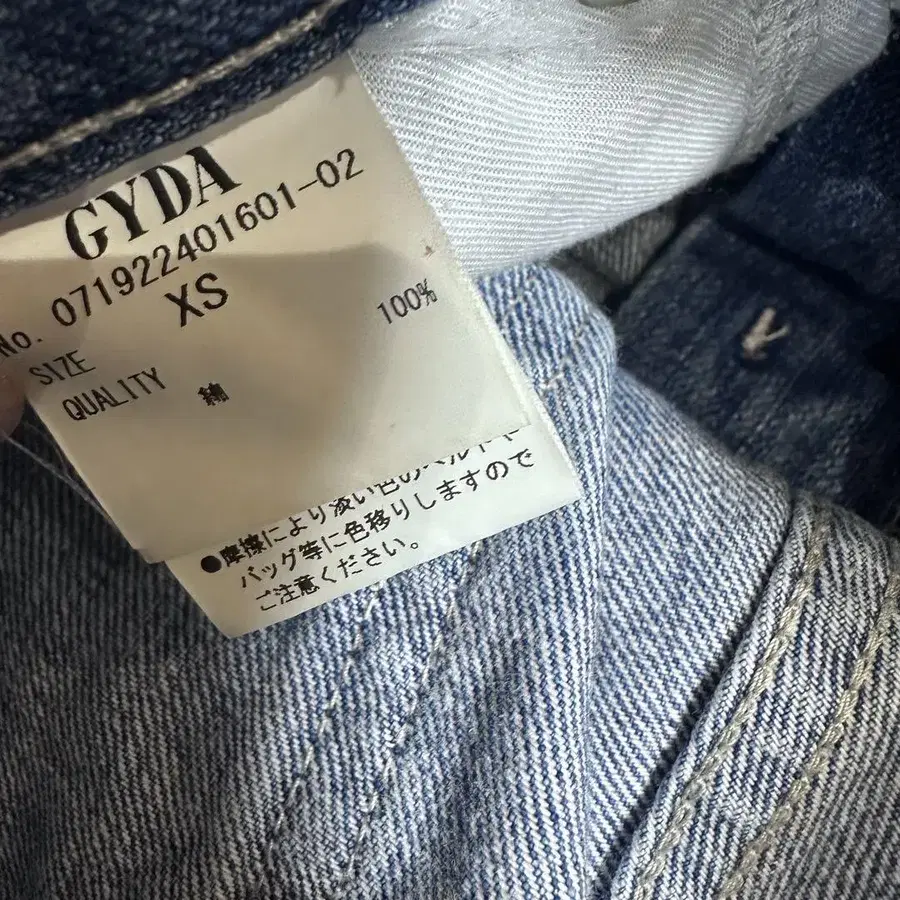 GYDA
No. 071922401601-02
SIZE XS
QUALITY
綿 100%
●摩擦により淡い色のベルトや
バッグ等に色移りしますので
ご注意ください。